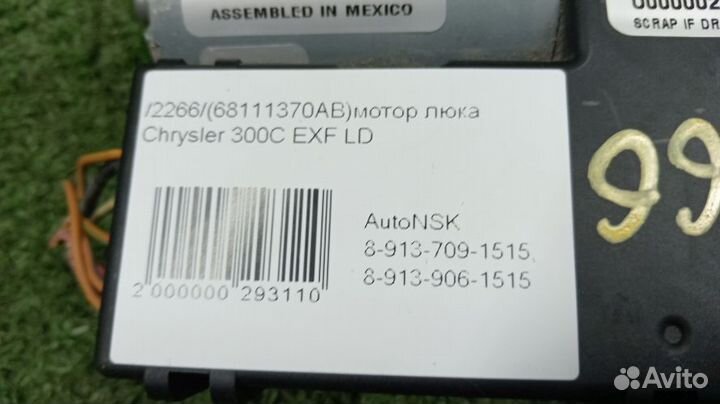 ASSEMBLED IN MEXICO
SCRAP IF DR
/2266/(68111370AB)мотор люка
Chrysler 300C EXF LD
AutoNSK
8-913-709-1515,
8-913-906-1515
2 000000 293110
99
Avito